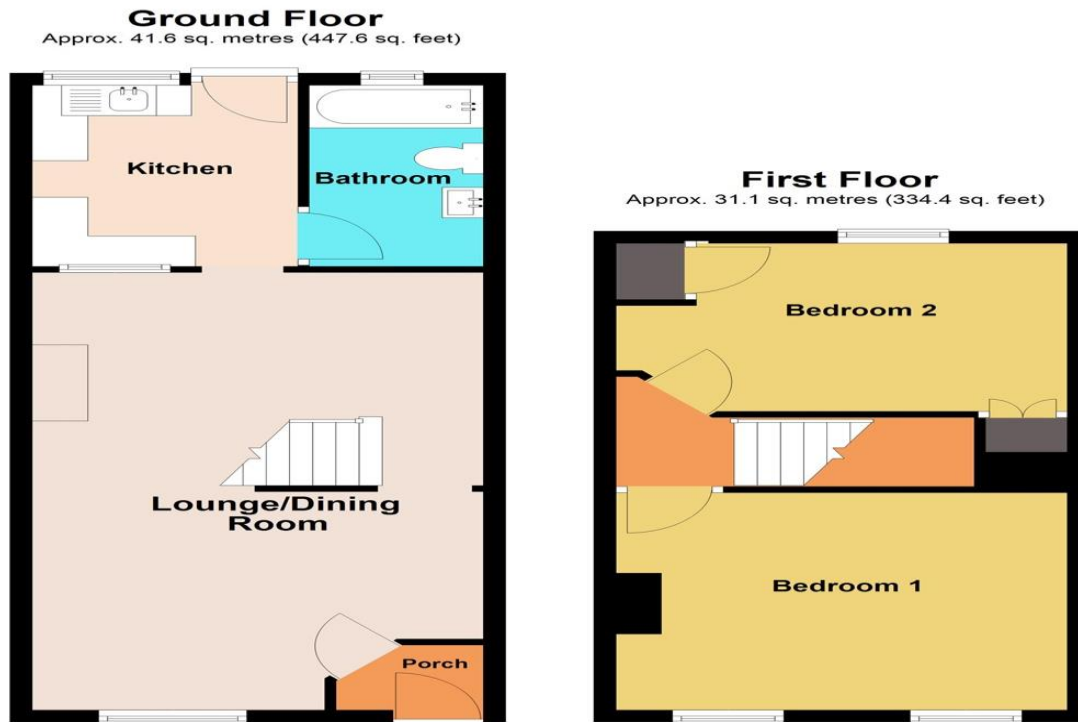 Ground Floor
Approx. 41.6 sq. metres (447.6 sq. feet)
Kitchen
Bathroom
Lounge/Dining
Room
Porch
First Floor
Approx. 31.1 sq. metres (334.4 sq. feet)
Bedroom 2
Bedroom 1